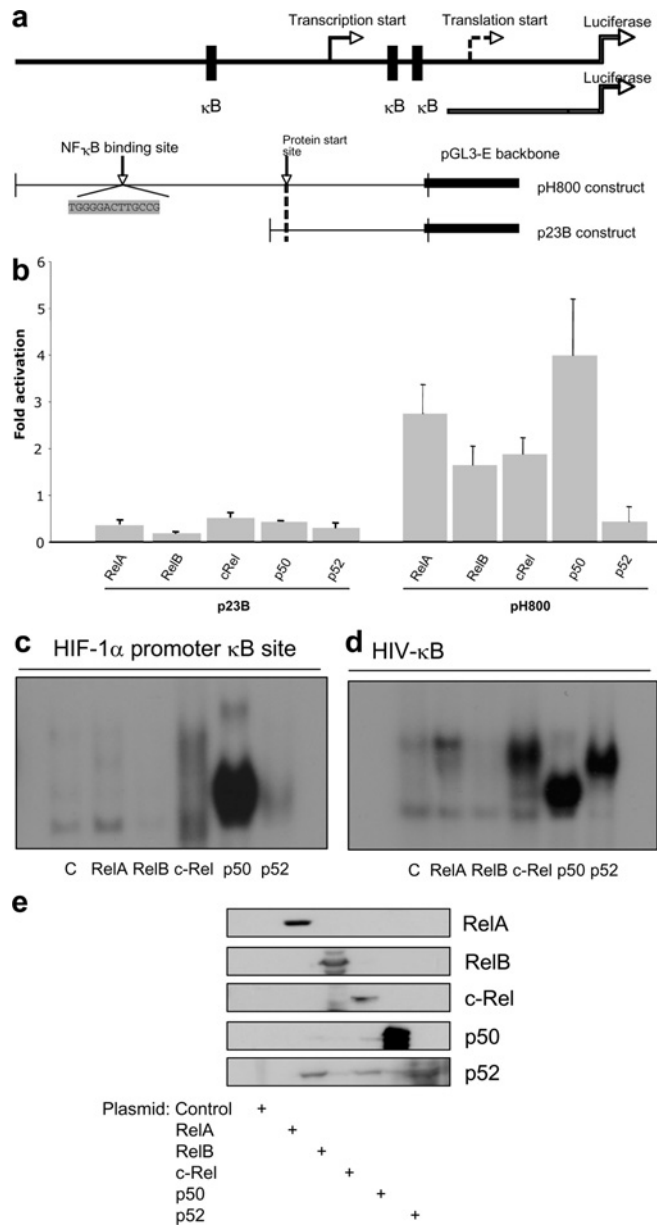 a
Transcription start
Translation start
Luciferase
κB
κB
κB
Luciferase
NFκB binding site
Protein start
site
pGL3-E backbone
TGGGGACTTGCCG
pH800 construct
p23B construct
b
Fold activation
6
5
4
3
2
1
0
RelA
RelB
cRel
p50
p52
RelA
RelB
cRel
p50
p52
p23B
pH800
c
HIF-1α promoter κB site
d
HIV-κB
C RelA RelB c-Rel p50 p52
C RelA RelB c-Rel p50 p52
e
RelA
RelB
c-Rel
p50
p52
Plasmid: Control +
RelA +
RelB +
c-Rel +
p50 +
p52 +